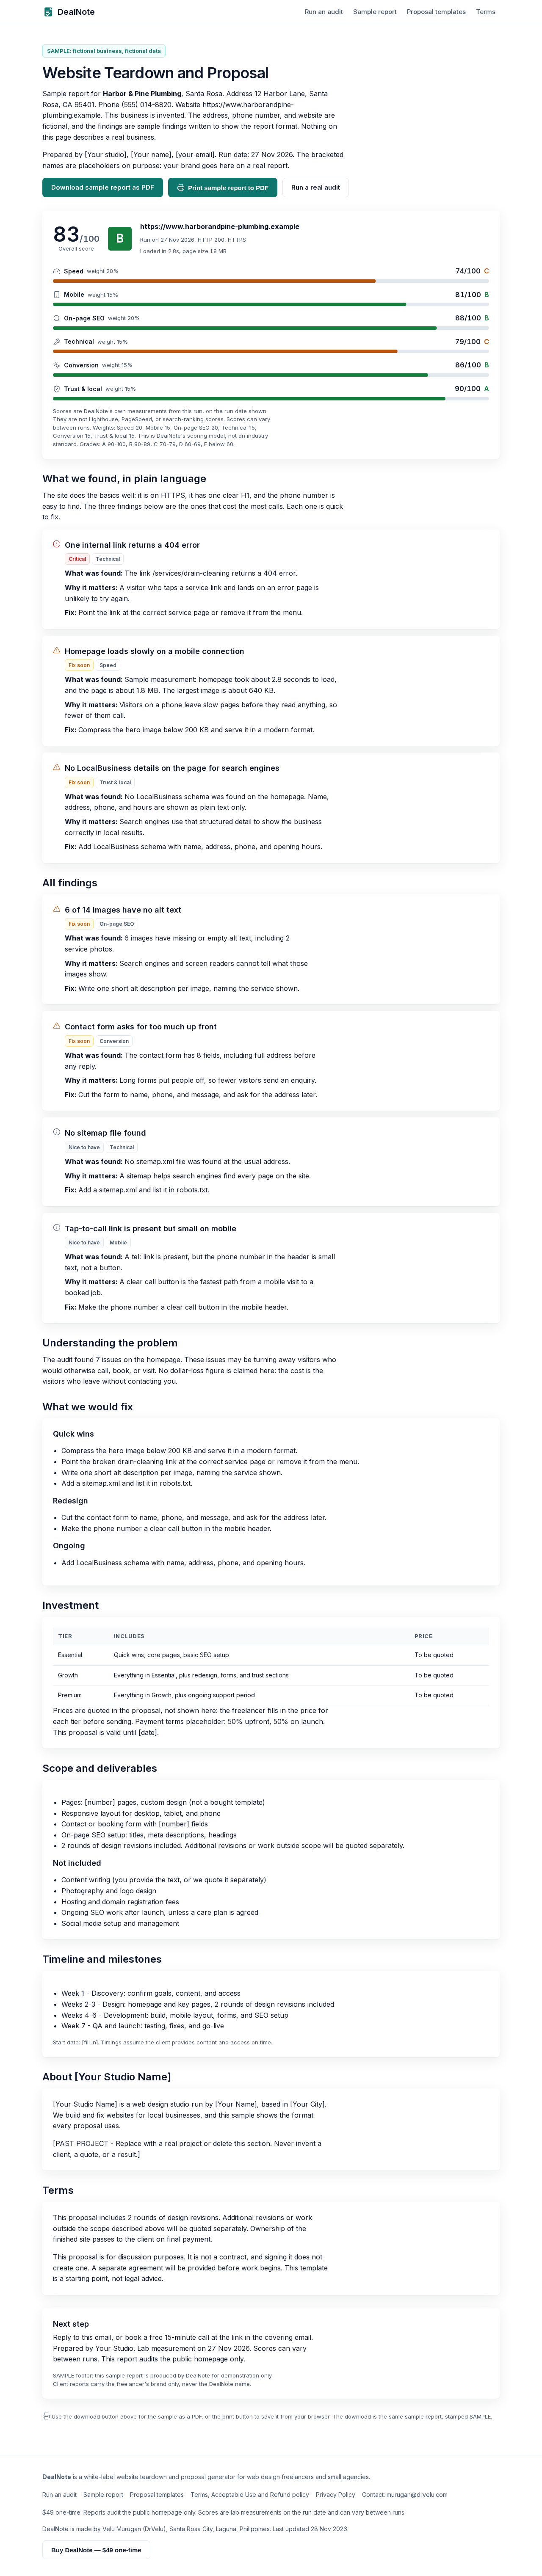 DealNote
Run an audit Sample report Proposal templates Terms
SAMPLE: fictional business, fictional data
Website Teardown and Proposal
Sample report for Harbor & Pine Plumbing, Santa Rosa. Address 12 Harbor Lane, Santa
Rosa, CA 95401. Phone (555) 014-8820. Website https://www.harborandpine-
plumbing.example. This business is invented. The address, phone number, and website are
fictional, and the findings are sample findings written to show the report format. Nothing on
this page describes a real business.
Prepared by [Your studio], [Your name], [your email]. Run date: 27 Nov 2026. The bracketed
names are placeholders on purpose: your brand goes here on a real report.
Download sample report as PDF Print sample report to PDF Run a real audit
83/100
Overall score
B
https://www.harborandpine-plumbing.example
Run on 27 Nov 2026, HTTP 200, HTTPS
Loaded in 2.8s, page size 1.8 MB
Speed weight 20% 74/100 C
Mobile weight 15% 81/100 B
On-page SEO weight 20% 88/100 B
Technical weight 15% 79/100 C
Conversion weight 15% 86/100 B
Trust & local weight 15% 90/100 A
Scores are DealNote's own measurements from this run, on the run date shown.
They are not Lighthouse, PageSpeed, or search-ranking scores. Scores can vary
between runs. Weights: Speed 20, Mobile 15, On-page SEO 20, Technical 15,
Conversion 15, Trust & local 15. This is DealNote's scoring model, not an industry
standard. Grades: A 90-100, B 80-89, C 70-79, D 60-69, F below 60.
What we found, in plain language
The site does the basics well: it is on HTTPS, it has one clear H1, and the phone number is
easy to find. The three findings below are the ones that cost the most calls. Each one is quick
to fix.
One internal link returns a 404 error
Critical Technical
What was found: The link /services/drain-cleaning returns a 404 error.
Why it matters: A visitor who taps a service link and lands on an error page is
unlikely to try again.
Fix: Point the link at the correct service page or remove it from the menu.
Homepage loads slowly on a mobile connection
Fix soon Speed
What was found: Sample measurement: homepage took about 2.8 seconds to load,
and the page is about 1.8 MB. The largest image is about 640 KB.
Why it matters: Visitors on a phone leave slow pages before they read anything, so
fewer of them call.
Fix: Compress the hero image below 200 KB and serve it in a modern format.
No LocalBusiness details on the page for search engines
Fix soon Trust & local
What was found: No LocalBusiness schema was found on the homepage. Name,
address, phone, and hours are shown as plain text only.
Why it matters: Search engines use that structured detail to show the business
correctly in local results.
Fix: Add LocalBusiness schema with name, address, phone, and opening hours.
All findings
6 of 14 images have no alt text
Fix soon On-page SEO
What was found: 6 images have missing or empty alt text, including 2
service photos.
Why it matters: Search engines and screen readers cannot tell what those
images show.
Fix: Write one short alt description per image, naming the service shown.
Contact form asks for too much up front
Fix soon Conversion
What was found: The contact form has 8 fields, including full address before
any reply.
Why it matters: Long forms put people off, so fewer visitors send an enquiry.
Fix: Cut the form to name, phone, and message, and ask for the address later.
No sitemap file found
Nice to have Technical
What was found: No sitemap.xml file was found at the usual address.
Why it matters: A sitemap helps search engines find every page on the site.
Fix: Add a sitemap.xml and list it in robots.txt.
Tap-to-call link is present but small on mobile
Nice to have Mobile
What was found: A tel: link is present, but the phone number in the header is small
text, not a button.
Why it matters: A clear call button is the fastest path from a mobile visit to a
booked job.
Fix: Make the phone number a clear call button in the mobile header.
Understanding the problem
The audit found 7 issues on the homepage. These issues may be turning away visitors who
would otherwise call, book, or visit. No dollar-loss figure is claimed here: the cost is the
visitors who leave without contacting you.
What we would fix
Quick wins
• Compress the hero image below 200 KB and serve it in a modern format.
• Point the broken drain-cleaning link at the correct service page or remove it from the menu.
• Write one short alt description per image, naming the service shown.
• Add a sitemap.xml and list it in robots.txt.
Redesign
• Cut the contact form to name, phone, and message, and ask for the address later.
• Make the phone number a clear call button in the mobile header.
Ongoing
• Add LocalBusiness schema with name, address, phone, and opening hours.
Investment
TIER INCLUDES PRICE
Essential Quick wins, core pages, basic SEO setup To be quoted
Growth Everything in Essential, plus redesign, forms, and trust sections To be quoted
Premium Everything in Growth, plus ongoing support period To be quoted
Prices are quoted in the proposal, not shown here: the freelancer fills in the price for
each tier before sending. Payment terms placeholder: 50% upfront, 50% on launch.
This proposal is valid until [date].
Scope and deliverables
• Pages: [number] pages, custom design (not a bought template)
• Responsive layout for desktop, tablet, and phone
• Contact or booking form with [number] fields
• On-page SEO setup: titles, meta descriptions, headings
• 2 rounds of design revisions included. Additional revisions or work outside scope will be quoted separately.
Not included
• Content writing (you provide the text, or we quote it separately)
• Photography and logo design
• Hosting and domain registration fees
• Ongoing SEO work after launch, unless a care plan is agreed
• Social media setup and management
Timeline and milestones
• Week 1 - Discovery: confirm goals, content, and access
• Weeks 2-3 - Design: homepage and key pages, 2 rounds of design revisions included
• Weeks 4-6 - Development: build, mobile layout, forms, and SEO setup
• Week 7 - QA and launch: testing, fixes, and go-live
Start date: [fill in]. Timings assume the client provides content and access on time.
About [Your Studio Name]
[Your Studio Name] is a web design studio run by [Your Name], based in [Your City].
We build and fix websites for local businesses, and this sample shows the format
every proposal uses.
[PAST PROJECT - Replace with a real project or delete this section. Never invent a
client, a quote, or a result.]
Terms
This proposal includes 2 rounds of design revisions. Additional revisions or work
outside the scope described above will be quoted separately. Ownership of the
finished site passes to the client on final payment.
This proposal is for discussion purposes. It is not a contract, and signing it does not
create one. A separate agreement will be provided before work begins. This template
is a starting point, not legal advice.
Next step
Reply to this email, or book a free 15-minute call at the link in the covering email.
Prepared by Your Studio. Lab measurement on 27 Nov 2026. Scores can vary
between runs. This report audits the public homepage only.
SAMPLE footer: this sample report is produced by DealNote for demonstration only.
Client reports carry the freelancer's brand only, never the DealNote name.
Use the download button above for the sample as a PDF, or the print button to save it from your browser. The download is the same sample report, stamped SAMPLE.
DealNote is a white-label website teardown and proposal generator for web design freelancers and small agencies.
Run an audit Sample report Proposal templates Terms, Acceptable Use and Refund policy Privacy Policy Contact: murugan@drvelu.com
$49 one-time. Reports audit the public homepage only. Scores are lab measurements on the run date and can vary between runs.
DealNote is made by Velu Murugan (DrVelu), Santa Rosa City, Laguna, Philippines. Last updated 28 Nov 2026.
Buy DealNote — $49 one-time